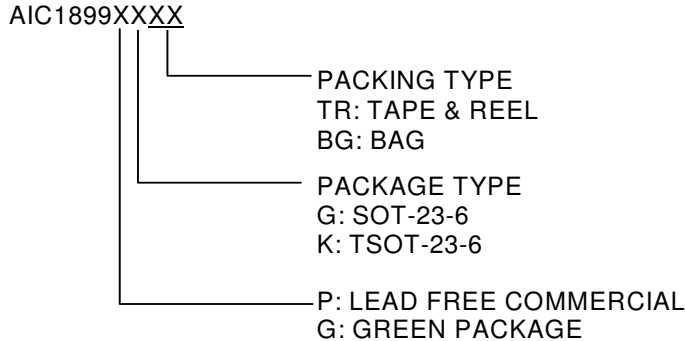 AIC1899XXXX
PACKING TYPE
TR: TAPE & REEL
BG: BAG
PACKAGE TYPE
G: SOT-23-6
K: TSOT-23-6
P: LEAD FREE COMMERCIAL
G: GREEN PACKAGE